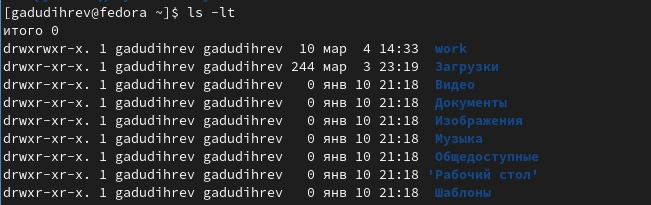 [gadudihrev@fedora ~]$ ls -lt
итого 0
drwxrwxr-x. 1 gadudihrev gadudihrev  10 мар  4 14:33  work
drwxr-xr-x. 1 gadudihrev gadudihrev 244 мар  3 23:19  Загрузки
drwxr-xr-x. 1 gadudihrev gadudihrev   0 янв 10 21:18  Видео
drwxr-xr-x. 1 gadudihrev gadudihrev   0 янв 10 21:18  Документы
drwxr-xr-x. 1 gadudihrev gadudihrev   0 янв 10 21:18  Изображения
drwxr-xr-x. 1 gadudihrev gadudihrev   0 янв 10 21:18  Музыка
drwxr-xr-x. 1 gadudihrev gadudihrev   0 янв 10 21:18  Общедоступные
drwxr-xr-x. 1 gadudihrev gadudihrev   0 янв 10 21:18 'Рабочий стол'
drwxr-xr-x. 1 gadudihrev gadudihrev   0 янв 10 21:18  Шаблоны